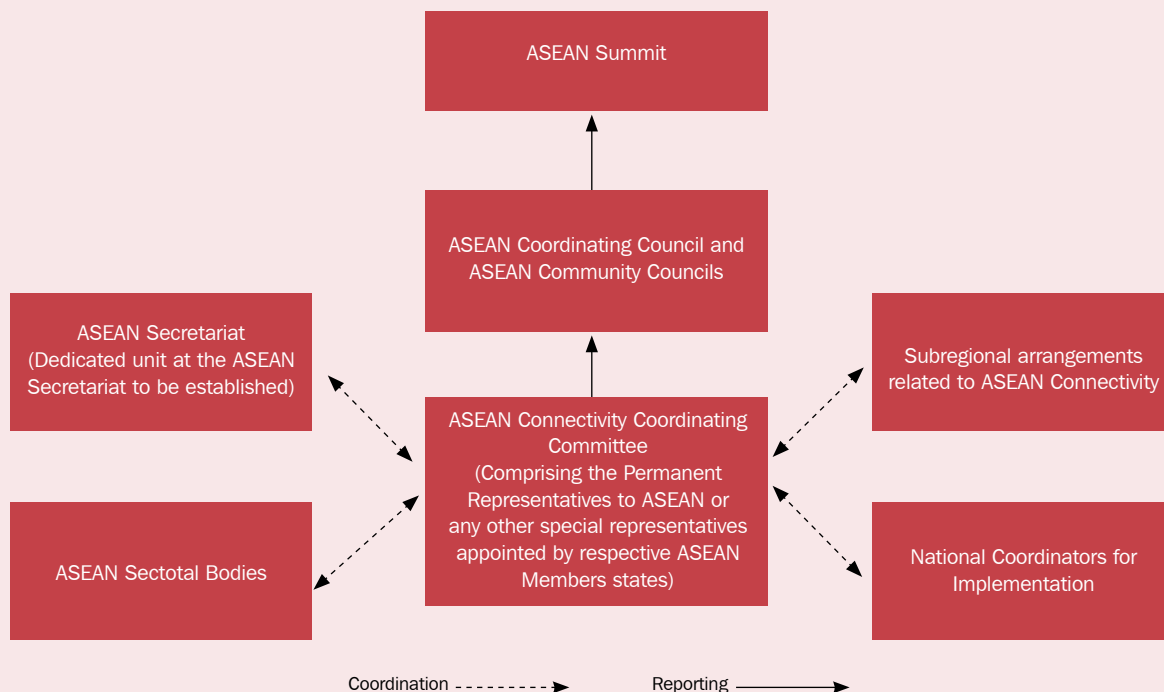 ASEAN Summit
ASEAN Coordinating Council and
ASEAN Community Councils
ASEAN Secretariat
(Dedicated unit at the ASEAN
Secretariat to be established)
Subregional arrangements
related to ASEAN Connectivity
ASEAN Connectivity Coordinating
Committee
(Comprising the Permanent
Representatives to ASEAN or
any other special representatives
appointed by respective ASEAN
Members states)
ASEAN Sectotal Bodies
National Coordinators for
Implementation
Coordination
Reporting